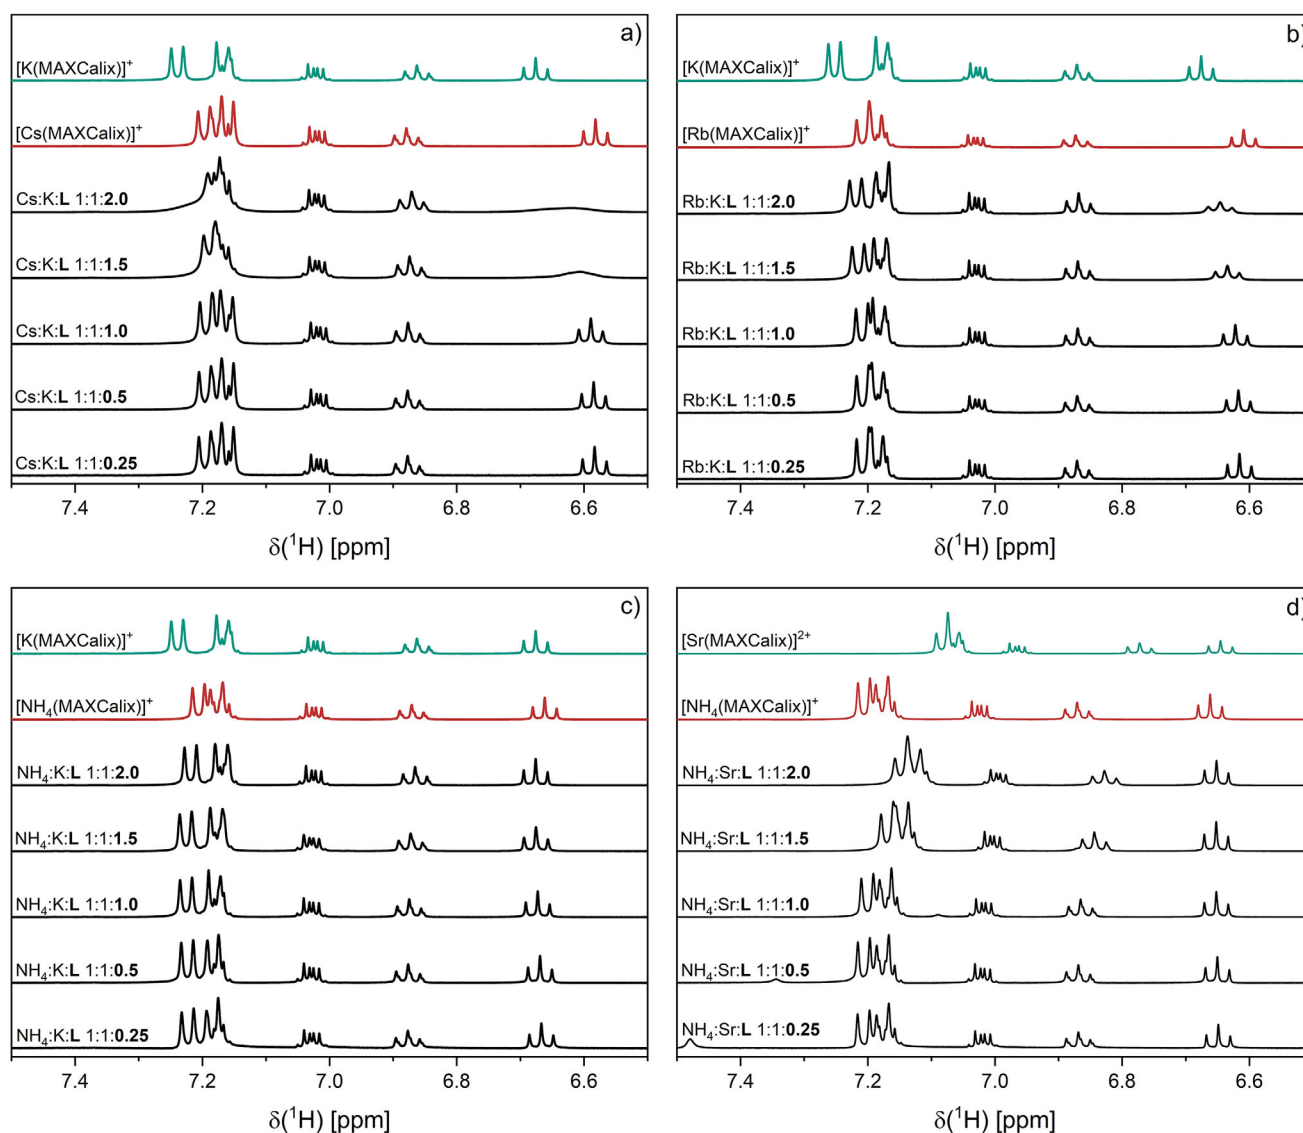 a)
[K(MAXCalix)]⁺
[Cs(MAXCalix)]⁺
Cs:K:L 1:1:2.0
Cs:K:L 1:1:1.5
Cs:K:L 1:1:1.0
Cs:K:L 1:1:0.5
Cs:K:L 1:1:0.25
7.4 7.2 7.0 6.8 6.6
δ(¹H) [ppm]
b)
[K(MAXCalix)]⁺
[Rb(MAXCalix)]⁺
Rb:K:L 1:1:2.0
Rb:K:L 1:1:1.5
Rb:K:L 1:1:1.0
Rb:K:L 1:1:0.5
Rb:K:L 1:1:0.25
7.4 7.2 7.0 6.8 6.6
δ(¹H) [ppm]
c)
[K(MAXCalix)]⁺
[NH₄(MAXCalix)]⁺
NH₄:K:L 1:1:2.0
NH₄:K:L 1:1:1.5
NH₄:K:L 1:1:1.0
NH₄:K:L 1:1:0.5
NH₄:K:L 1:1:0.25
7.4 7.2 7.0 6.8 6.6
δ(¹H) [ppm]
d)
[Sr(MAXCalix)]²⁺
[NH₄(MAXCalix)]⁺
NH₄:Sr:L 1:1:2.0
NH₄:Sr:L 1:1:1.5
NH₄:Sr:L 1:1:1.0
NH₄:Sr:L 1:1:0.5
NH₄:Sr:L 1:1:0.25
7.4 7.2 7.0 6.8 6.6
δ(¹H) [ppm]